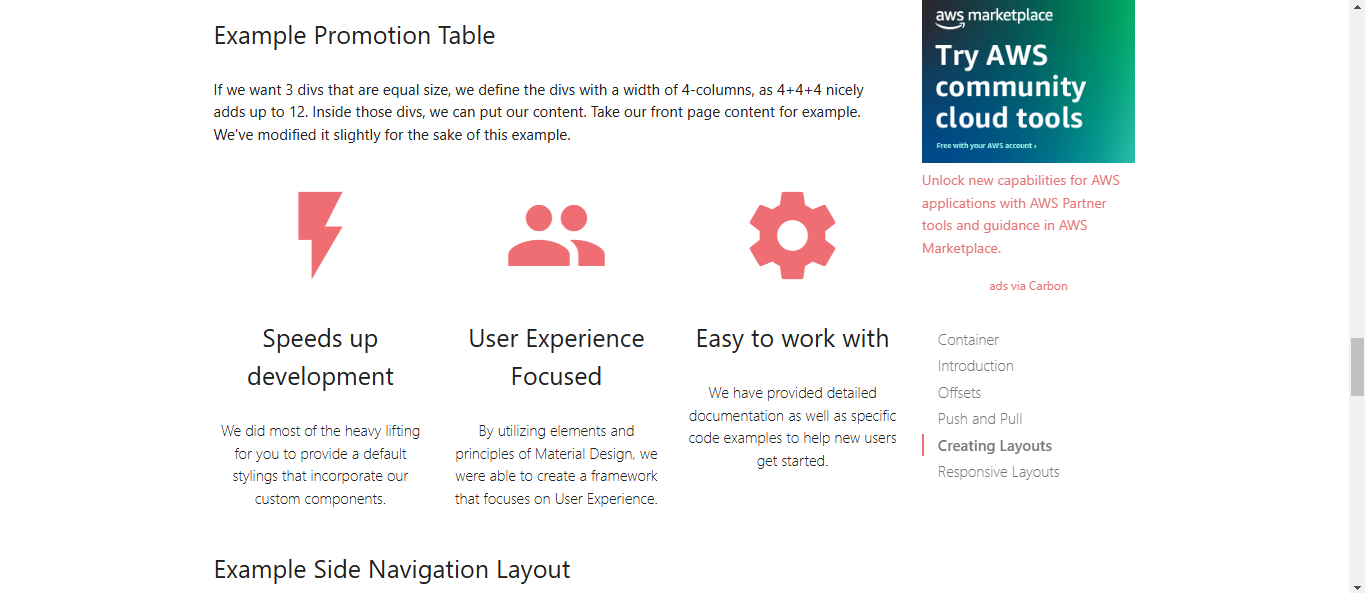 Example Promotion Table
If we want 3 divs that are equal size, we define the divs with a width of 4-columns, as 4+4+4 nicely
adds up to 12. Inside those divs, we can put our content. Take our front page content for example.
We've modified it slightly for the sake of this example.
Speeds up
development
We did most of the heavy lifting
for you to provide a default
stylings that incorporate our
custom components.
User Experience
Focused
By utilizing elements and
principles of Material Design, we
were able to create a framework
that focuses on User Experience.
Easy to work with
We have provided detailed
documentation as well as specific
code examples to help new users
get started.
Example Side Navigation Layout
aws marketplace
Try AWS
community
cloud tools
Free with your AWS account ›
Unlock new capabilities for AWS
applications with AWS Partner
tools and guidance in AWS
Marketplace.
ads via Carbon
Container
Introduction
Offsets
Push and Pull
Creating Layouts
Responsive Layouts